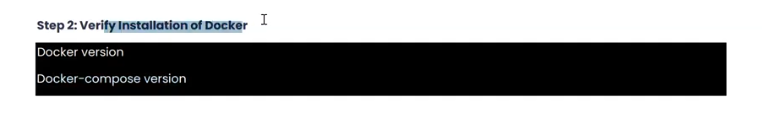 Step 2: Verify Installation of Docker
Docker version
Docker-compose version